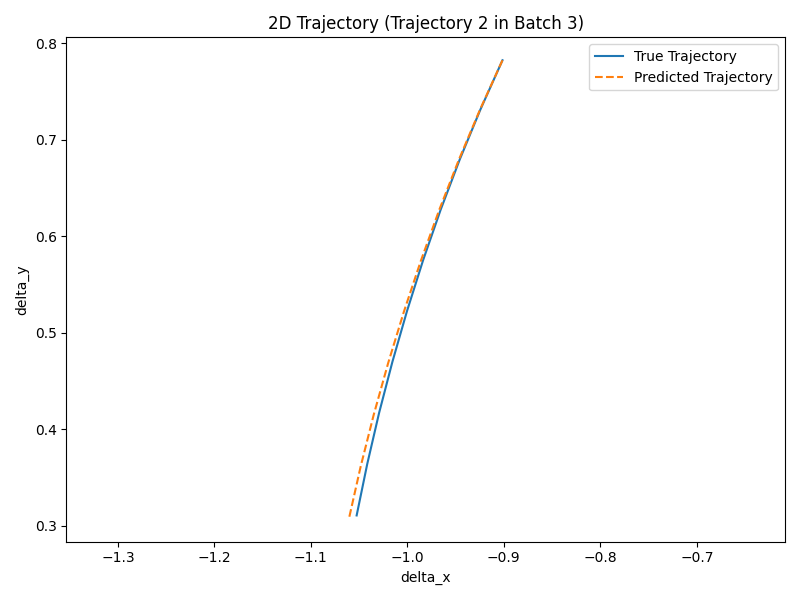 2D Trajectory (Trajectory 2 in Batch 3)
True Trajectory
Predicted Trajectory
delta_y
0.8
0.7
0.6
0.5
0.4
0.3
−1.3 −1.2 −1.1 −1.0 −0.9 −0.8 −0.7
delta_x